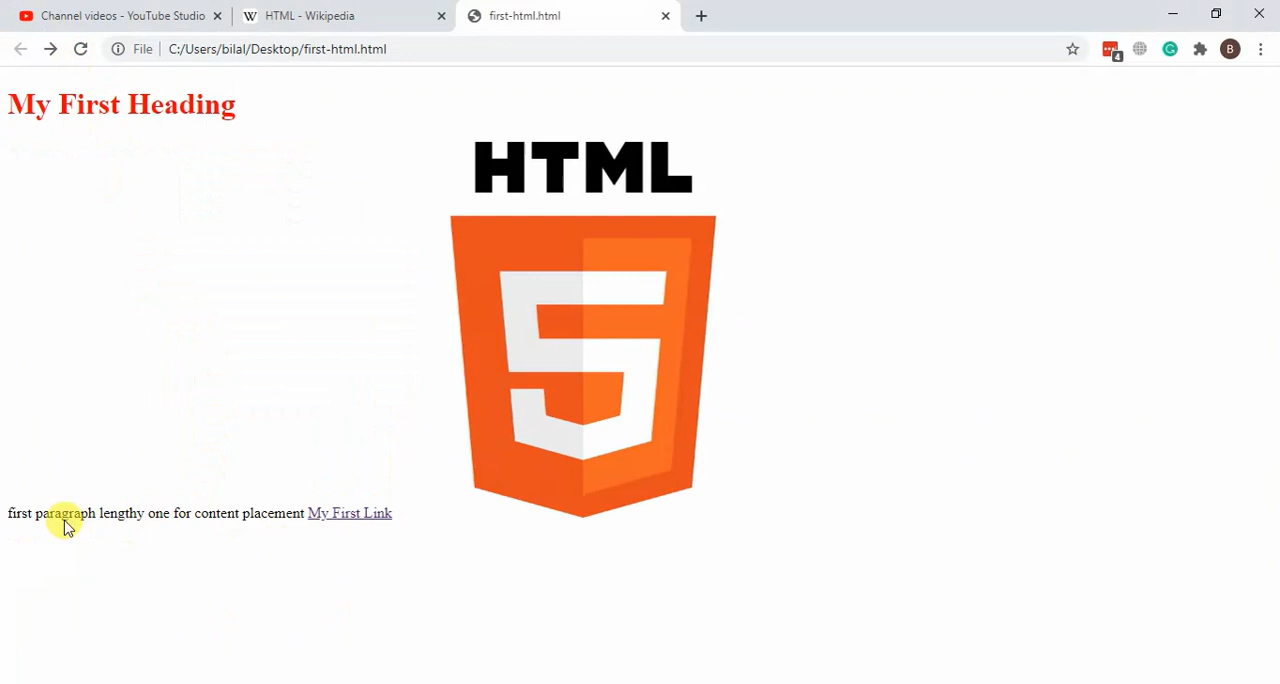 Channel videos - YouTube Studio
W HTML - Wikipedia
first-html.html
File | C:/Users/bilal/Desktop/first-html.html
4
B
My First Heading
HTML
5
first paragraph lengthy one for content placement My First Link